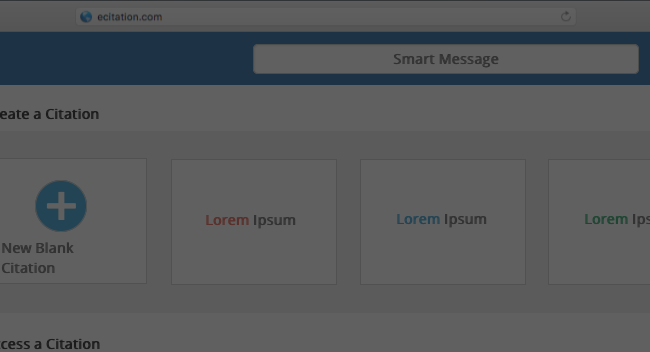 ecitation.com
Smart Message
eate a Citation
New Blank
Citation
Lorem Ipsum
Lorem Ipsum
Lorem Ips
cess a Citation